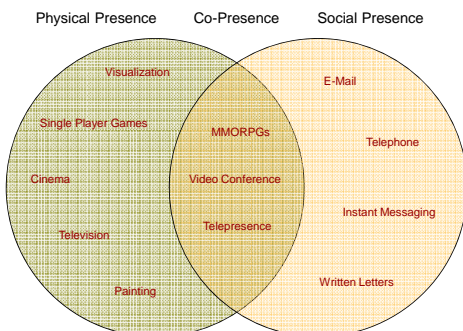 Physical Presence
Co-Presence
Social Presence
Visualization
Single Player Games
Cinema
Television
Painting
MMORPGs
Video Conference
Telepresence
E-Mail
Telephone
Instant Messaging
Written Letters